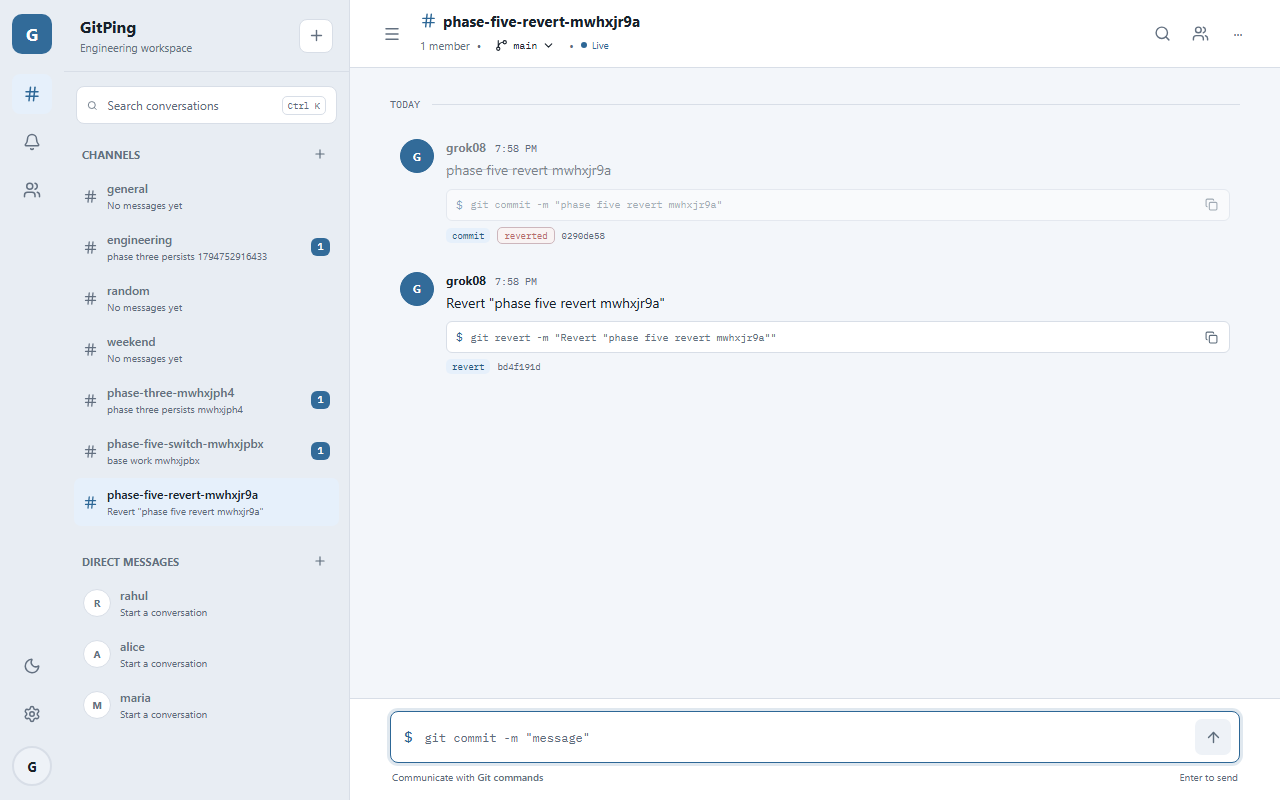 G
GitPing
Engineering workspace
Search conversations
Ctrl K
CHANNELS
general
No messages yet
engineering
phase three persists 1794752916433
1
random
No messages yet
weekend
No messages yet
phase-three-mwhxjph4
phase three persists mwhxjph4
1
phase-five-switch-mwhxjpbx
base work mwhxjpbx
1
phase-five-revert-mwhxjr9a
Revert "phase five revert mwhxjr9a"
DIRECT MESSAGES
R
rahul
Start a conversation
A
alice
Start a conversation
M
maria
Start a conversation
G
# phase-five-revert-mwhxjr9a
1 member • main • Live
TODAY
G
grok08 7:58 PM
phase five revert mwhxjr9a
$ git commit -m "phase five revert mwhxjr9a"
commit reverted 0290de58
G
grok08 7:58 PM
Revert "phase five revert mwhxjr9a"
$ git revert -m "Revert "phase five revert mwhxjr9a""
revert bd4f191d
$ git commit -m "message"
Communicate with Git commands
Enter to send